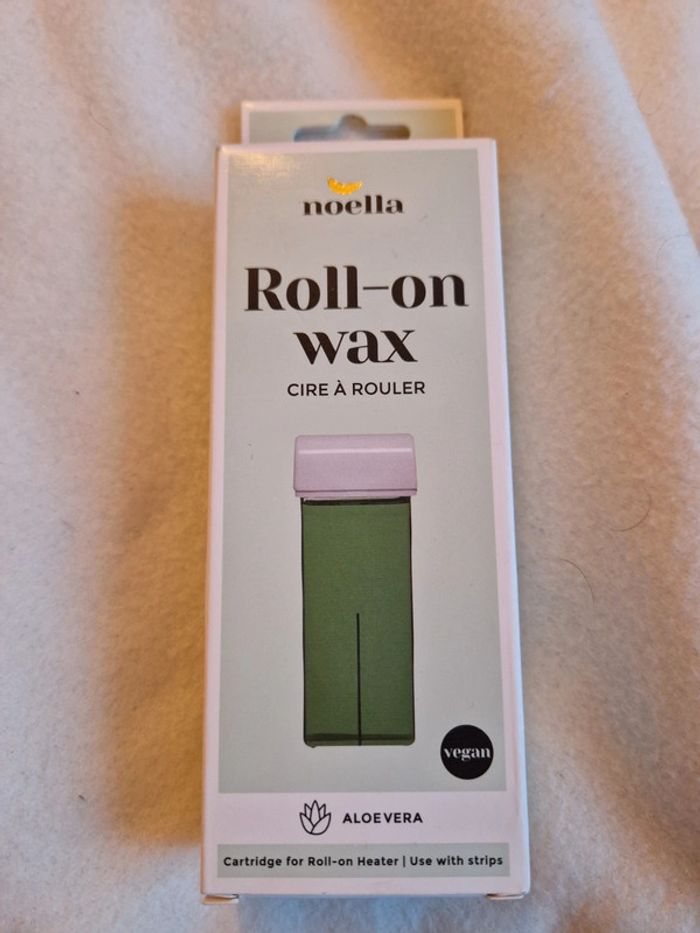 noella
Roll-on
wax
CIRE À ROULER
vegan
ALOEVERA
Cartridge for Roll-on Heater | Use with strips